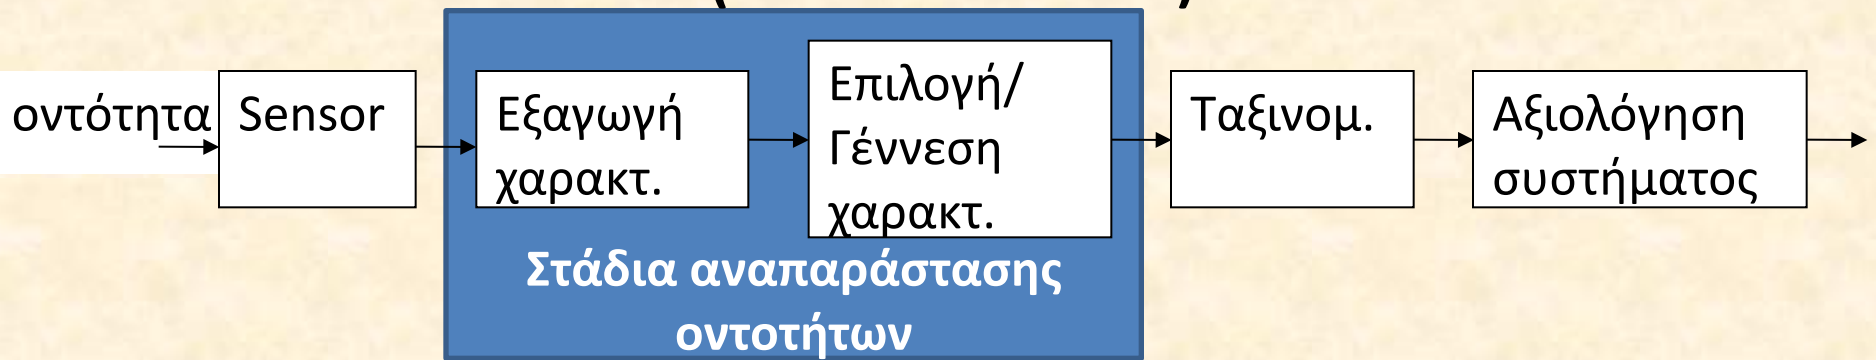 οντότητα
Sensor
Εξαγωγή
χαρακτ.
Επιλογή/
Γέννεση
χαρακτ.
Ταξινομ.
Αξιολόγηση
συστήματος
Στάδια αναπαράστασης
οντοτήτων